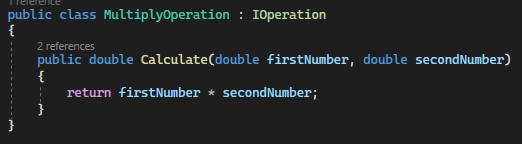 1 reference
public class MultiplyOperation : IOperation
{
2 references
public double Calculate(double firstNumber, double secondNumber)
{
return firstNumber * secondNumber;
}
}